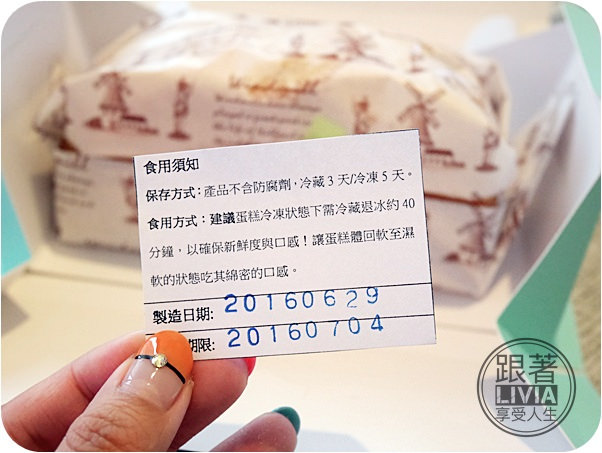 食用須知
保存方式：產品不含防腐劑，冷藏3天/冷凍5天。
食用方式：建議蛋糕冷凍狀態下需冷藏退冰約40
分鐘，以確保新鮮度與口感！讓蛋糕體回軟至濕
軟的狀態吃其綿密的口感。
製造日期: 20160629
期限: 20160704
跟著
LIVIA
享受人生